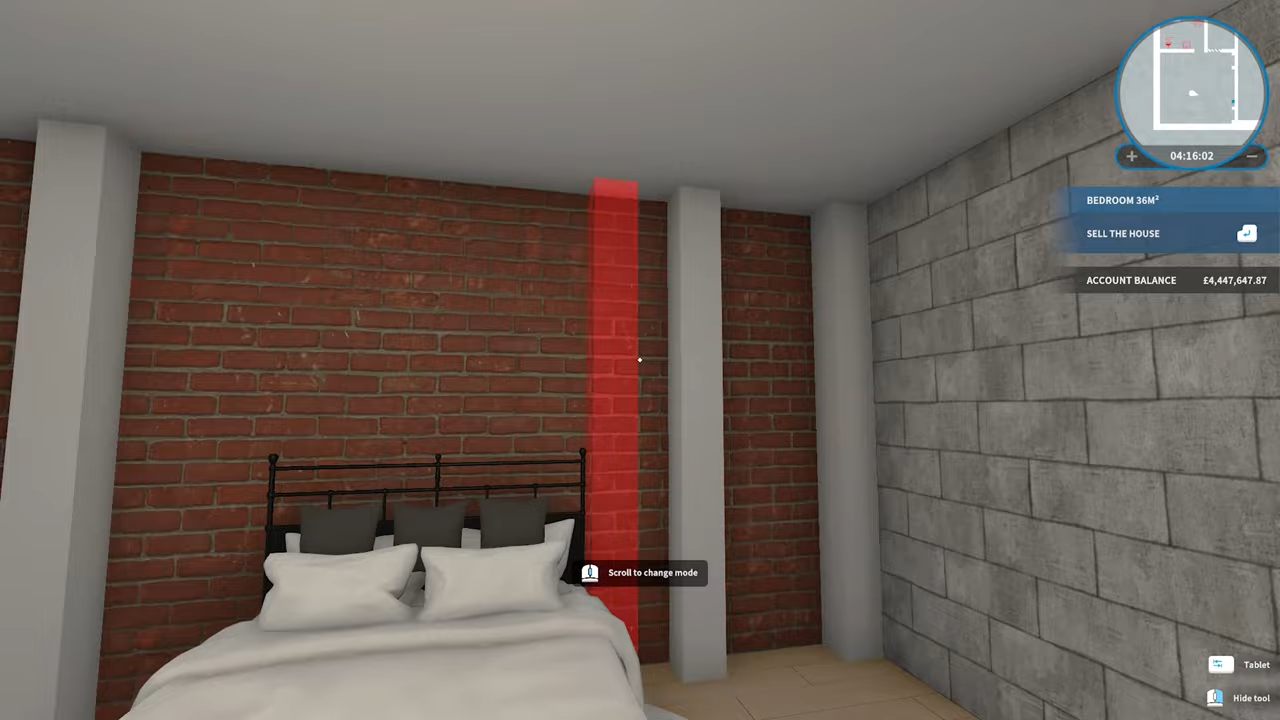 04:16:02
BEDROOM 36M²
SELL THE HOUSE
ACCOUNT BALANCE £4,447,647.87
Scroll to change mode
Tablet
Hide tool